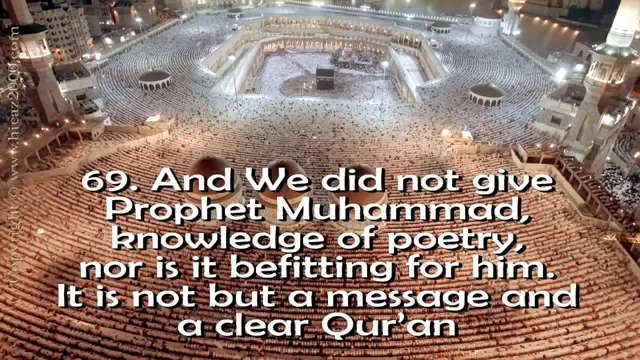 69. And We did not give
Prophet Muhammad,
knowledge of poetry,
nor is it befitting for him.
It is not but a message and
a clear Qur'an